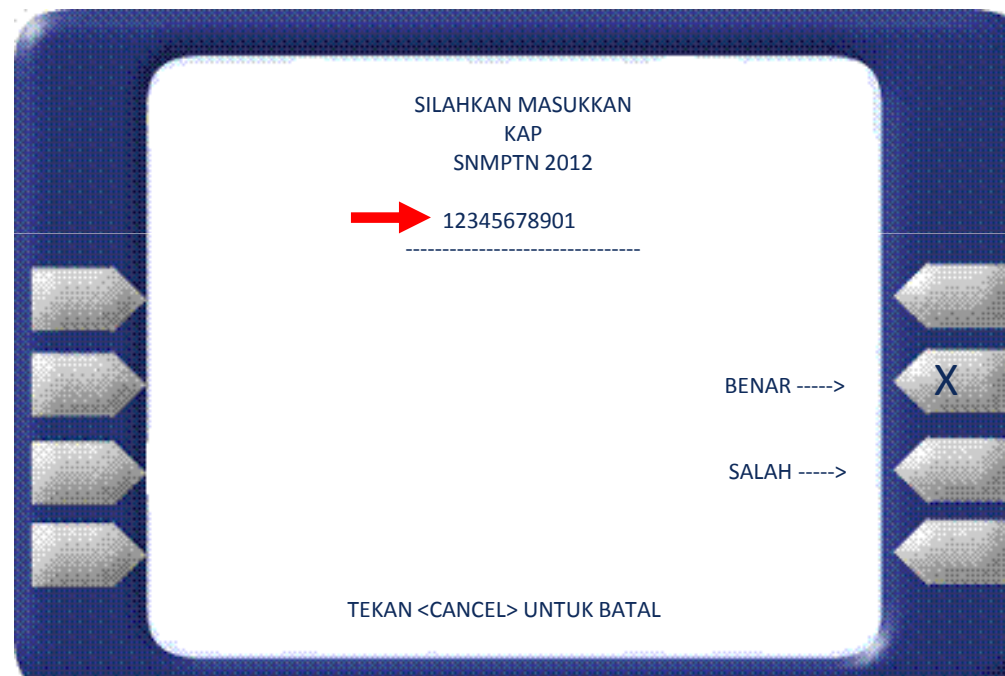 SILAHKAN MASUKKAN
KAP
SNMPTN 2012
12345678901
--------------------------------
BENAR ----->
X
SALAH ----->
TEKAN <CANCEL> UNTUK BATAL